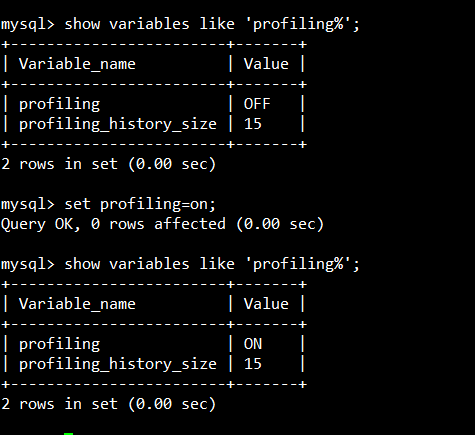 mysql> show variables like 'profiling%';
+------------------------+-------+
| Variable_name          | Value |
+------------------------+-------+
| profiling              | OFF   |
| profiling_history_size | 15    |
+------------------------+-------+
2 rows in set (0.00 sec)
mysql> set profiling=on;
Query OK, 0 rows affected (0.00 sec)
mysql> show variables like 'profiling%';
+------------------------+-------+
| Variable_name          | Value |
+------------------------+-------+
| profiling              | ON    |
| profiling_history_size | 15    |
+------------------------+-------+
2 rows in set (0.00 sec)